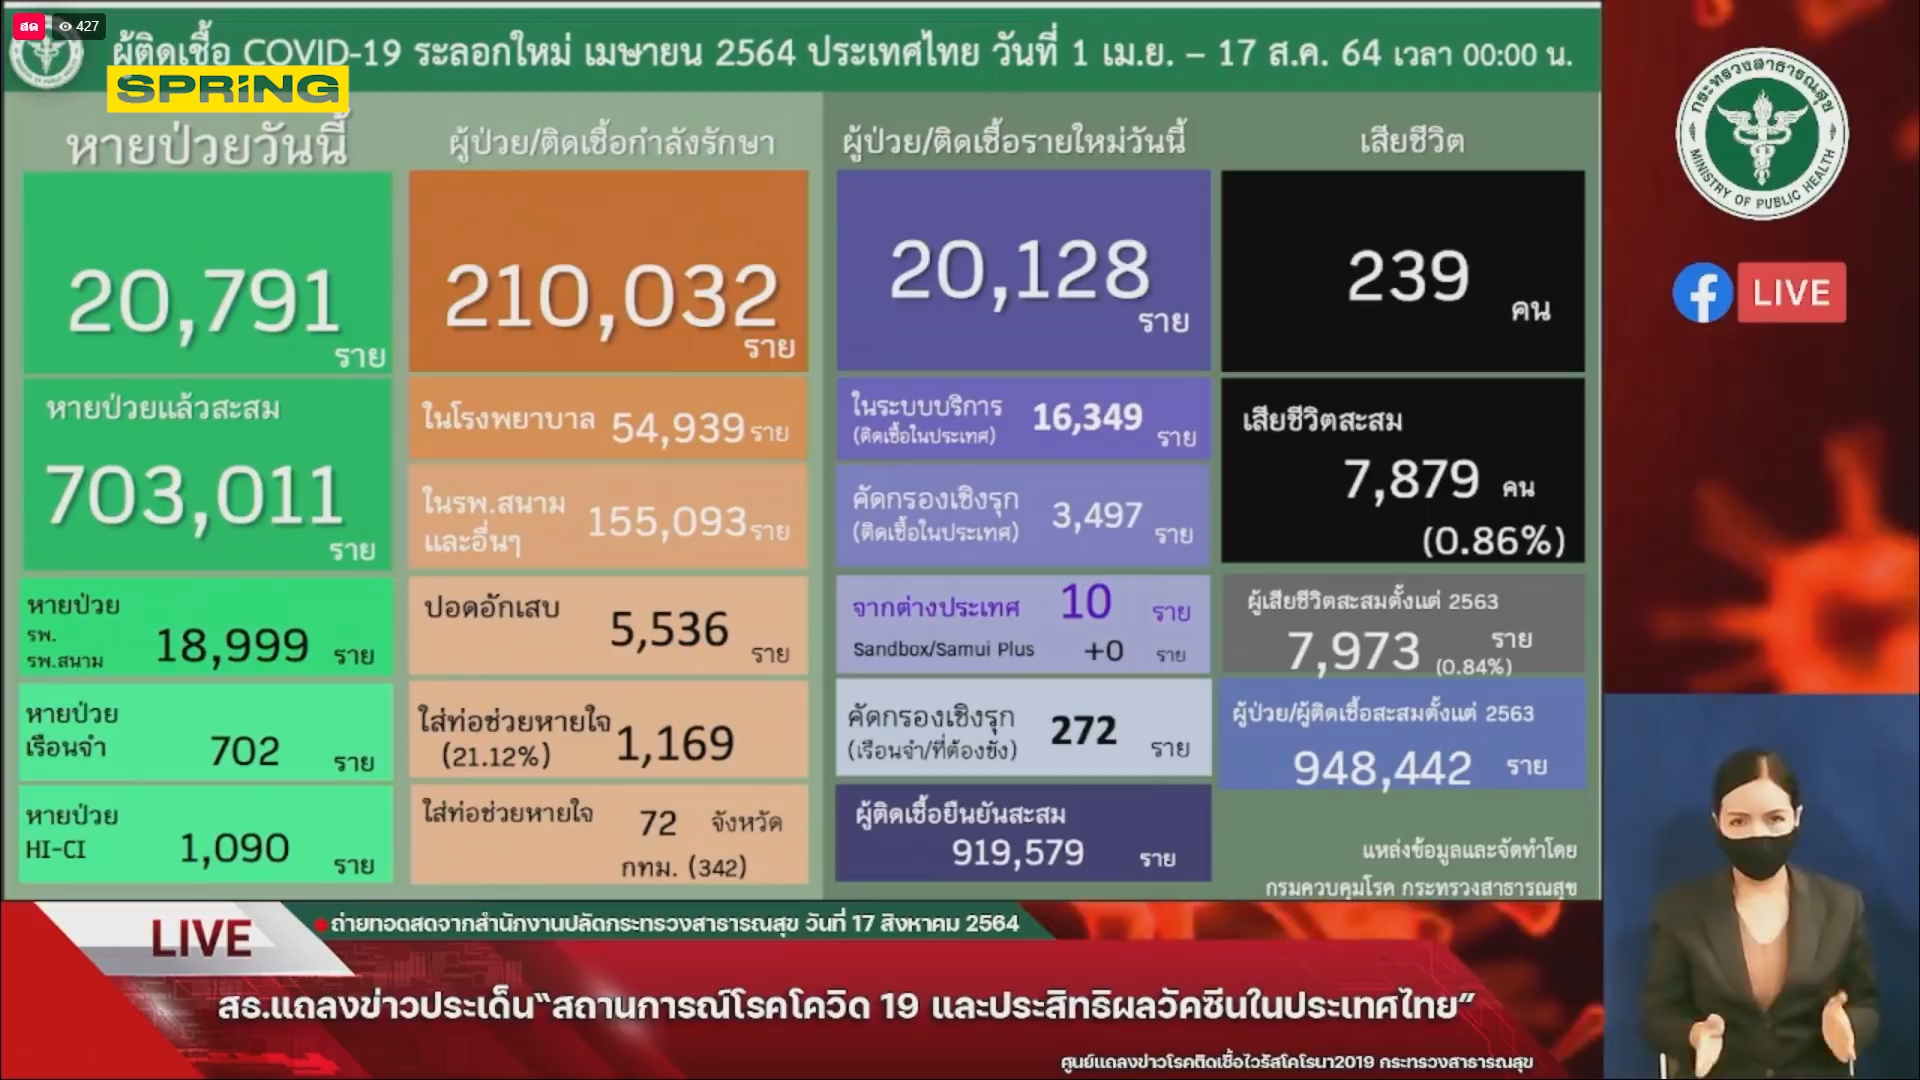 สด 427
ผู้ติดเชื้อ COVID-19 ระลอกใหม่ เมษายน 2564 ประเทศไทย วันที่ 1 เม.ย. – 17 ส.ค. 64 เวลา 00:00 น.
SPRiNG
หายป่วยวันนี้
20,791
ราย
หายป่วยแล้วสะสม
703,011
ราย
หายป่วย
รพ.
รพ.สนาม
18,999 ราย
หายป่วย
เรือนจำ
702 ราย
หายป่วย
HI-CI
1,090 ราย
ผู้ป่วย/ติดเชื้อกำลังรักษา
210,032
ราย
ในโรงพยาบาล 54,939 ราย
ในรพ.สนาม
และอื่นๆ
155,093 ราย
ปอดอักเสบ
5,536 ราย
ใส่ท่อช่วยหายใจ
(21.12%)
1,169
ใส่ท่อช่วยหายใจ 72 จังหวัด
กทม. (342)
ผู้ป่วย/ติดเชื้อรายใหม่วันนี้
20,128
ราย
ในระบบบริการ
(ติดเชื้อในประเทศ)
16,349 ราย
คัดกรองเชิงรุก
(ติดเชื้อในประเทศ)
3,497 ราย
จากต่างประเทศ 10 ราย
Sandbox/Samui Plus +0 ราย
คัดกรองเชิงรุก
(เรือนจำ/ที่ต้องขัง)
272 ราย
ผู้ติดเชื้อยืนยันสะสม
919,579 ราย
เสียชีวิต
239 คน
เสียชีวิตสะสม
7,879 คน
(0.86%)
ผู้เสียชีวิตสะสมตั้งแต่ 2563
7,973 ราย
(0.84%)
ผู้ป่วย/ผู้ติดเชื้อสะสมตั้งแต่ 2563
948,442 ราย
แหล่งข้อมูลและจัดทำโดย
กรมควบคุมโรค กระทรวงสาธารณสุข
กระทรวงสาธารณสุข
MINISTRY OF PUBLIC HEALTH
f LIVE
LIVE
ถ่ายทอดสดจากสำนักงานปลัดกระทรวงสาธารณสุข วันที่ 17 สิงหาคม 2564
สธ.แถลงข่าวประเด็น“สถานการณ์โรคโควิด 19 และประสิทธิผลวัคซีนในประเทศไทย”
ศูนย์แถลงข่าวโรคติดเชื้อไวรัสโคโรนา2019 กระทรวงสาธารณสุข